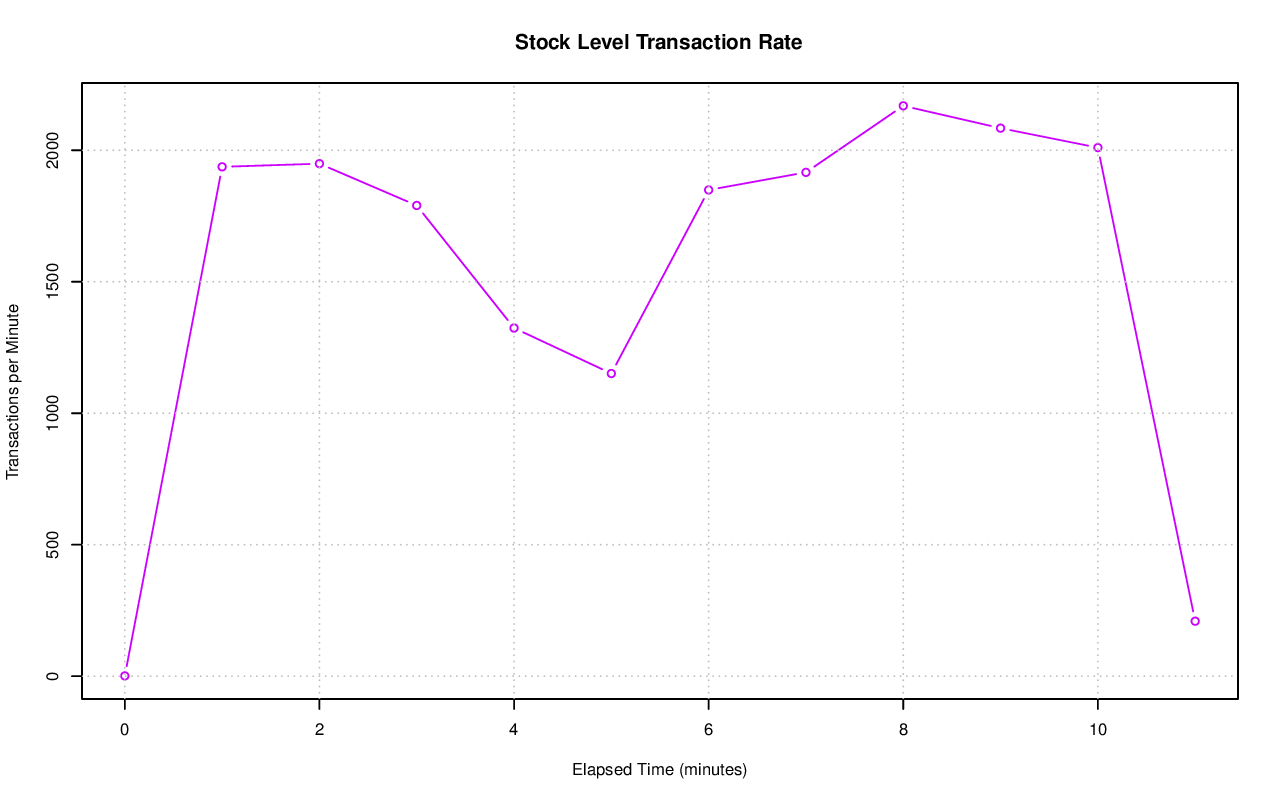 Stock Level Transaction Rate
Transactions per Minute
2000
1500
1000
500
0
0 2 4 6 8 10
Elapsed Time (minutes)